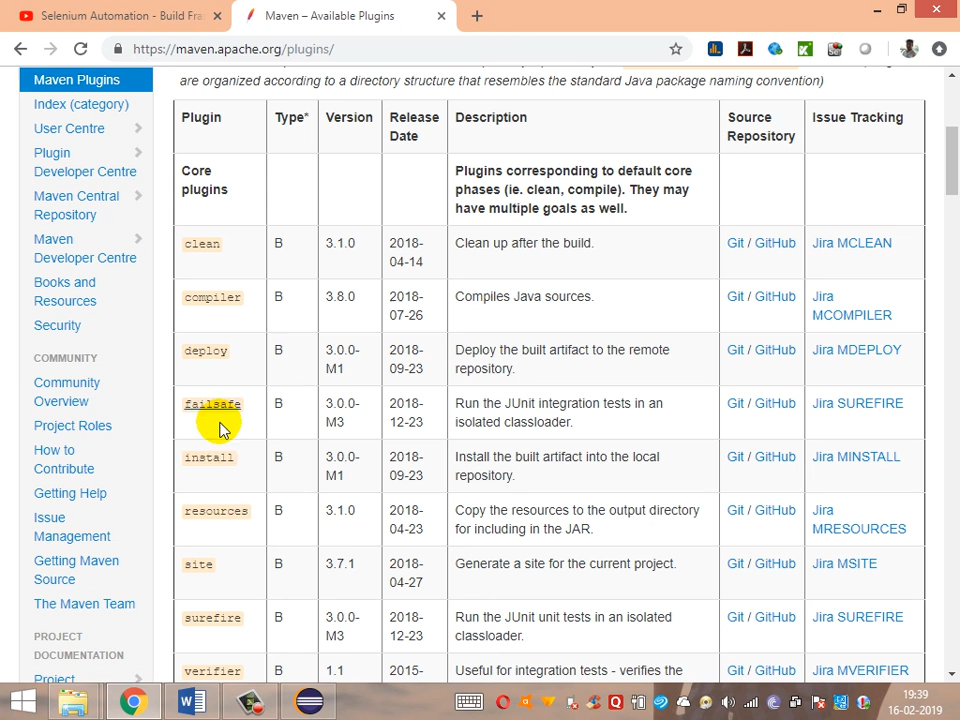 Selenium Automation - Build Fra
Maven – Available Plugins
https://maven.apache.org/plugins/
are organized according to a directory structure that resembles the standard Java package naming convention)
Maven Plugins
Index (category)
User Centre
Plugin
Developer Centre
Maven Central
Repository
Maven
Developer Centre
Books and
Resources
Security
COMMUNITY
Community
Overview
Project Roles
How to
Contribute
Getting Help
Issue
Management
Getting Maven
Source
The Maven Team
PROJECT
DOCUMENTATION
Project
Plugin Type* Version Release Date Description Source Repository Issue Tracking
Core plugins Plugins corresponding to default core phases (ie. clean, compile). They may have multiple goals as well.
clean B 3.1.0 2018-04-14 Clean up after the build. Git / GitHub Jira MCLEAN
compiler B 3.8.0 2018-07-26 Compiles Java sources. Git / GitHub Jira MCOMPILER
deploy B 3.0.0-M1 2018-09-23 Deploy the built artifact to the remote repository. Git / GitHub Jira MDEPLOY
failsafe B 3.0.0-M3 2018-12-23 Run the JUnit integration tests in an isolated classloader. Git / GitHub Jira SUREFIRE
install B 3.0.0-M1 2018-09-23 Install the built artifact into the local repository. Git / GitHub Jira MINSTALL
resources B 3.1.0 2018-04-23 Copy the resources to the output directory for including in the JAR. Git / GitHub Jira MRESOURCES
site B 3.7.1 2018-04-27 Generate a site for the current project. Git / GitHub Jira MSITE
surefire B 3.0.0-M3 2018-12-23 Run the JUnit unit tests in an isolated classloader. Git / GitHub Jira SUREFIRE
verifier B 1.1 2015- Useful for integration tests - verifies the Git / GitHub Jira MVERIFIER
19:39
16-02-2019